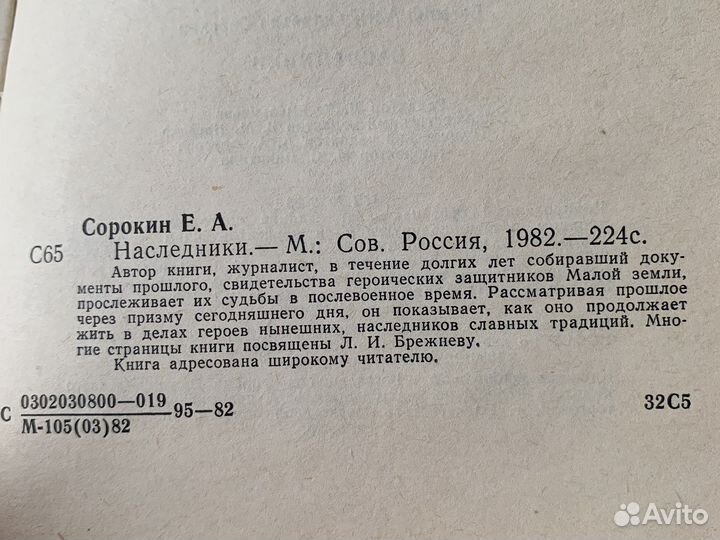 Сорокин Е. А.
С65 Наследники.— М.: Сов. Россия, 1982.—224с.
Автор книги, журналист, в течение долгих лет собиравший доку-
менты прошлого, свидетельства героических защитников Малой земли,
прослеживает их судьбы в послевоенное время. Рассматривая прошлое
через призму сегодняшнего дня, он показывает, как оно продолжает
жить в делах героев нынешних, наследников славных традиций. Мно-
гие страницы книги посвящены Л. И. Брежневу.
Книга адресована широкому читателю.
С 0302030800—019 95—82 32С5
М-105(03)82
Avito